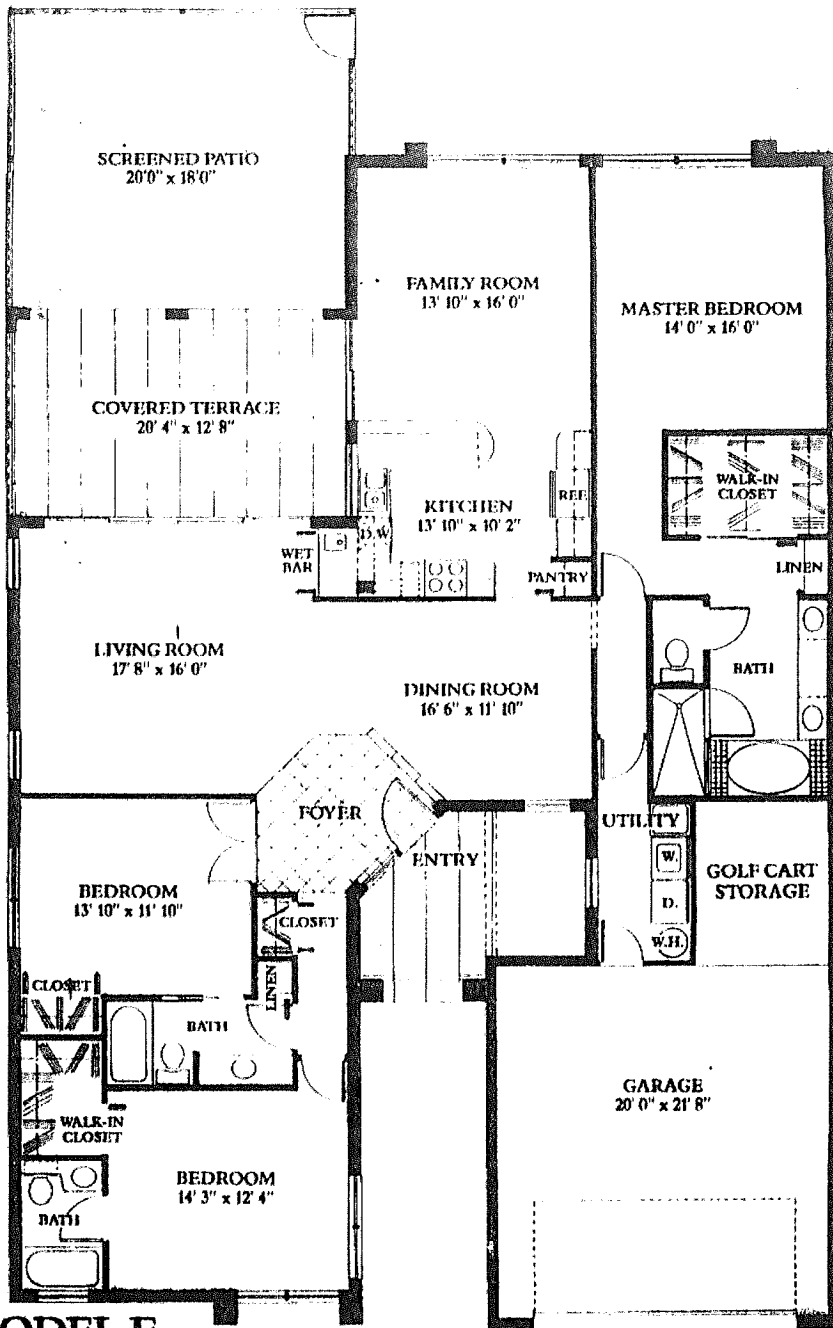 SCREENED PATIO
20'0" x 18'0"
FAMILY ROOM
13' 10" x 16' 0"
MASTER BEDROOM
14' 0" x 16' 0"
COVERED TERRACE
20' 4" x 12' 8"
WALK-IN
CLOSET
KITCHEN
13' 10" x 10' 2"
REF.
D.W.
WET
BAR
PANTRY
LINEN
LIVING ROOM
17' 8" x 16' 0"
DINING ROOM
16' 6" x 11' 10"
BATH
FOYER
ENTRY
UTILITY
W.
D.
W.H.
GOLF CART
STORAGE
BEDROOM
13' 10" x 11' 10"
CLOSET
CLOSET
LINEN
BATH
GARAGE
20' 0" x 21' 8"
WALK-IN
CLOSET
BEDROOM
14' 3" x 12' 4"
BATH